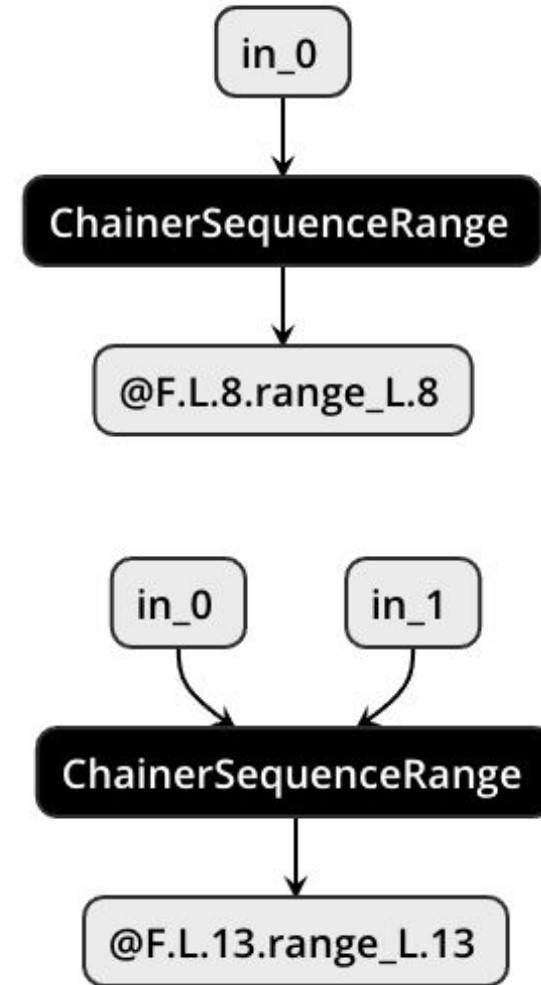 in_0
ChainerSequenceRange
@F.L.8.range_L.8
in_0 in_1
ChainerSequenceRange
@F.L.13.range_L.13